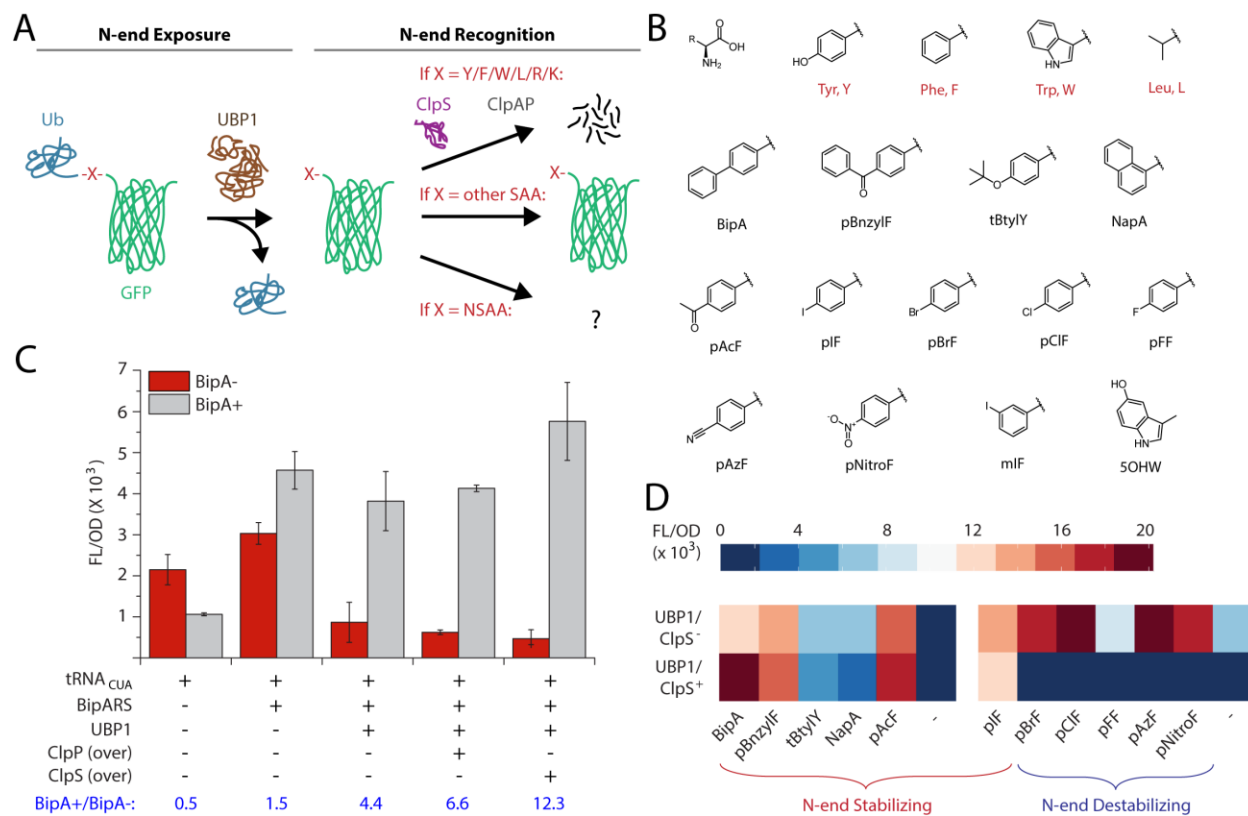 A
N-end Exposure
N-end Recognition
If X = Y/F/W/L/R/K:
ClpS
ClpAP
Ub
UBP1
-X-
X-
If X = other SAA:
X-
GFP
If X = NSAA:
?
B
R
OH
O
NH₂
HO
Tyr, Y
Phe, F
HN
Trp, W
Leu, L
BipA
O
pBnzylF
O
tBtylY
NapA
O
pAcF
I
pIF
Br
pBrF
Cl
pClF
F
pFF
N
pAzF
⁻O
N⁺
O
pNitroF
I
mIF
HO
HN
5OHW
C
FL/OD (X 10³)
7
6
5
4
3
2
1
BipA-
BipA+
tRNA CUA + + + + +
BipARS - + + + +
UBP1 - - + + +
ClpP (over) - - - + -
ClpS (over) - - - - +
BipA+/BipA-: 0.5 1.5 4.4 6.6 12.3
D
FL/OD
(x 10³)
0 4 8 12 16 20
UBP1/
ClpS⁻
UBP1/
ClpS⁺
BipA pBnzylF tBtylY NapA pAcF - pIF pBrF pClF pFF pAzF pNitroF -
N-end Stabilizing
N-end Destabilizing